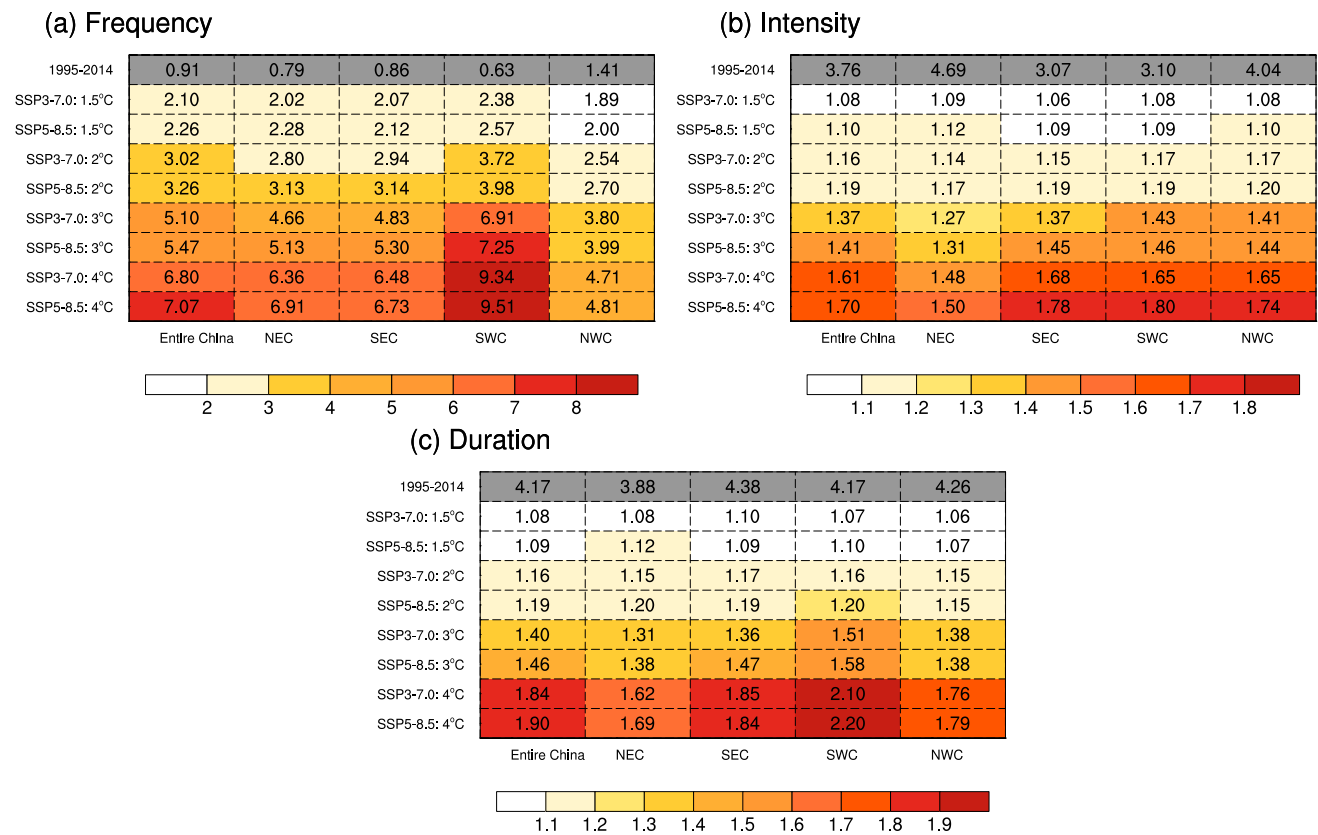 (a) Frequency
1995-2014 0.91 0.79 0.86 0.63 1.41
SSP3-7.0: 1.5°C 2.10 2.02 2.07 2.38 1.89
SSP5-8.5: 1.5°C 2.26 2.28 2.12 2.57 2.00
SSP3-7.0: 2°C 3.02 2.80 2.94 3.72 2.54
SSP5-8.5: 2°C 3.26 3.13 3.14 3.98 2.70
SSP3-7.0: 3°C 5.10 4.66 4.83 6.91 3.80
SSP5-8.5: 3°C 5.47 5.13 5.30 7.25 3.99
SSP3-7.0: 4°C 6.80 6.36 6.48 9.34 4.71
SSP5-8.5: 4°C 7.07 6.91 6.73 9.51 4.81
Entire China NEC SEC SWC NWC
2 3 4 5 6 7 8
(b) Intensity
1995-2014 3.76 4.69 3.07 3.10 4.04
SSP3-7.0: 1.5°C 1.08 1.09 1.06 1.08 1.08
SSP5-8.5: 1.5°C 1.10 1.12 1.09 1.09 1.10
SSP3-7.0: 2°C 1.16 1.14 1.15 1.17 1.17
SSP5-8.5: 2°C 1.19 1.17 1.19 1.19 1.20
SSP3-7.0: 3°C 1.37 1.27 1.37 1.43 1.41
SSP5-8.5: 3°C 1.41 1.31 1.45 1.46 1.44
SSP3-7.0: 4°C 1.61 1.48 1.68 1.65 1.65
SSP5-8.5: 4°C 1.70 1.50 1.78 1.80 1.74
Entire China NEC SEC SWC NWC
1.1 1.2 1.3 1.4 1.5 1.6 1.7 1.8
(c) Duration
1995-2014 4.17 3.88 4.38 4.17 4.26
SSP3-7.0: 1.5°C 1.08 1.08 1.10 1.07 1.06
SSP5-8.5: 1.5°C 1.09 1.12 1.09 1.10 1.07
SSP3-7.0: 2°C 1.16 1.15 1.17 1.16 1.15
SSP5-8.5: 2°C 1.19 1.20 1.19 1.20 1.15
SSP3-7.0: 3°C 1.40 1.31 1.36 1.51 1.38
SSP5-8.5: 3°C 1.46 1.38 1.47 1.58 1.38
SSP3-7.0: 4°C 1.84 1.62 1.85 2.10 1.76
SSP5-8.5: 4°C 1.90 1.69 1.84 2.20 1.79
Entire China NEC SEC SWC NWC
1.1 1.2 1.3 1.4 1.5 1.6 1.7 1.8 1.9